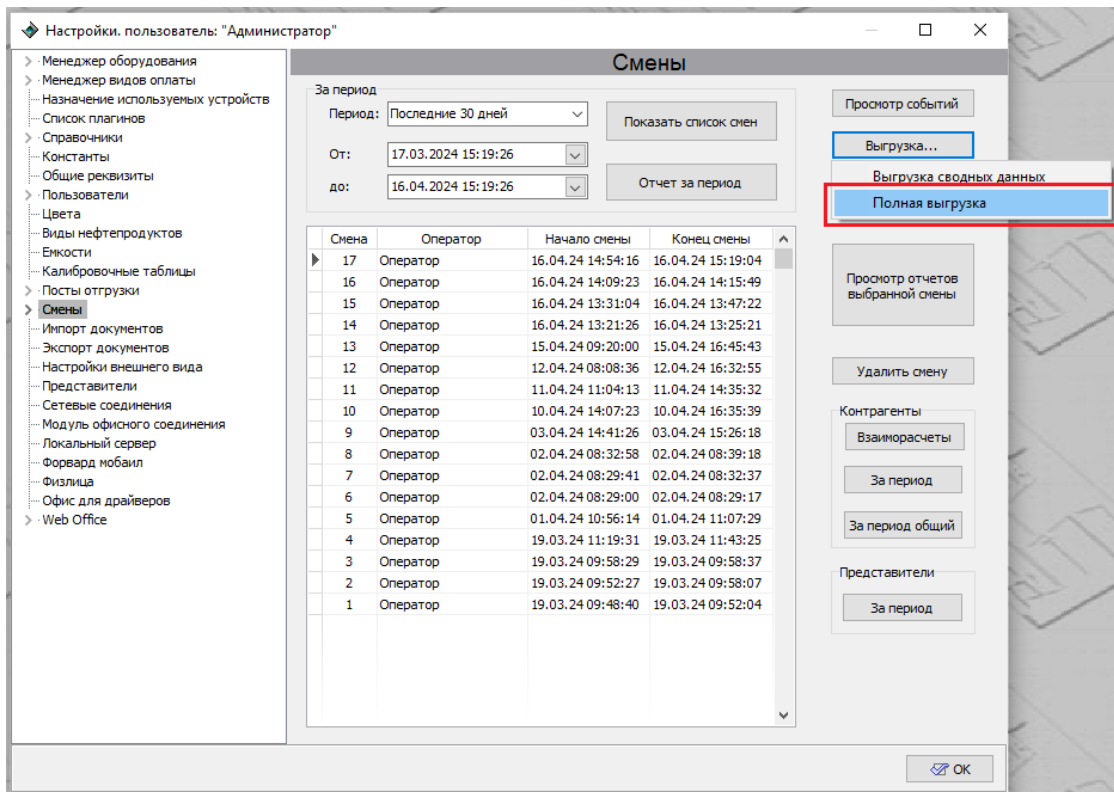 Настройки. пользователь: "Администратор"
Менеджер оборудования
Менеджер видов оплаты
Назначение используемых устройств
Список плагинов
Справочники
Константы
Общие реквизиты
Пользователи
Цвета
Виды нефтепродуктов
Емкости
Калибровочные таблицы
Посты отгрузки
Смены
Импорт документов
Экспорт документов
Настройки внешнего вида
Представители
Сетевые соединения
Модуль офисного соединения
Локальный сервер
Форвард мобаил
Физлица
Офис для драйверов
Web Office
Смены
За период
Период: Последние 30 дней
От: 17.03.2024 15:19:26
до: 16.04.2024 15:19:26
Показать список смен
Отчет за период
Просмотр событий
Выгрузка...
Выгрузка сводных данных
Полная выгрузка
Смена Оператор Начало смены Конец смены
17 Оператор 16.04.24 14:54:16 16.04.24 15:19:04
16 Оператор 16.04.24 14:09:23 16.04.24 14:15:49
15 Оператор 16.04.24 13:31:04 16.04.24 13:47:22
14 Оператор 16.04.24 13:21:26 16.04.24 13:25:21
13 Оператор 15.04.24 09:20:00 15.04.24 16:45:43
12 Оператор 12.04.24 08:08:36 12.04.24 16:32:55
11 Оператор 11.04.24 11:04:13 11.04.24 14:35:32
10 Оператор 10.04.24 14:07:23 10.04.24 16:35:39
9 Оператор 03.04.24 14:41:26 03.04.24 15:26:18
8 Оператор 02.04.24 08:32:58 02.04.24 08:39:18
7 Оператор 02.04.24 08:29:41 02.04.24 08:32:37
6 Оператор 02.04.24 08:29:00 02.04.24 08:29:17
5 Оператор 01.04.24 10:56:14 01.04.24 11:07:29
4 Оператор 19.03.24 11:19:31 19.03.24 11:43:25
3 Оператор 19.03.24 09:58:29 19.03.24 09:58:37
2 Оператор 19.03.24 09:52:27 19.03.24 09:58:07
1 Оператор 19.03.24 09:48:40 19.03.24 09:52:04
Просмотр отчетов
выбранной смены
Удалить смену
Контрагенты
Взаиморасчеты
За период
За период общий
Представители
За период
OK